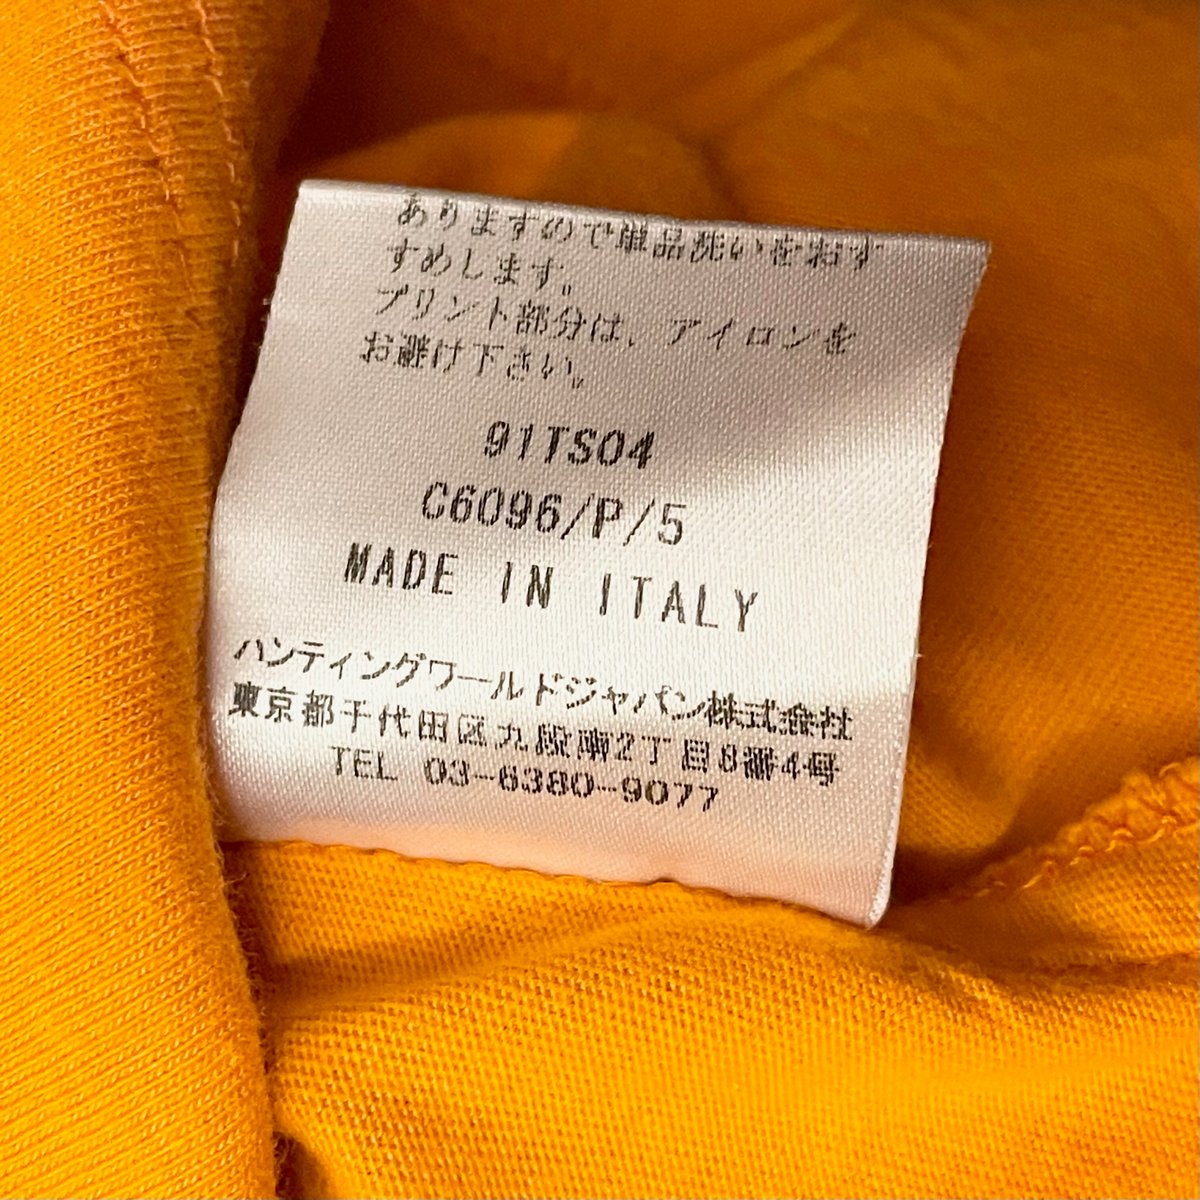 ありますので単品洗いをおす
すめします。
プリント部分は、アイロンを
お避け下さい。
91TS04
C6096/P/5
MADE IN ITALY
ハンティングワールドジャパン株式会社
東京都千代田区九段南2丁目8番4号
TEL 03-6380-9077